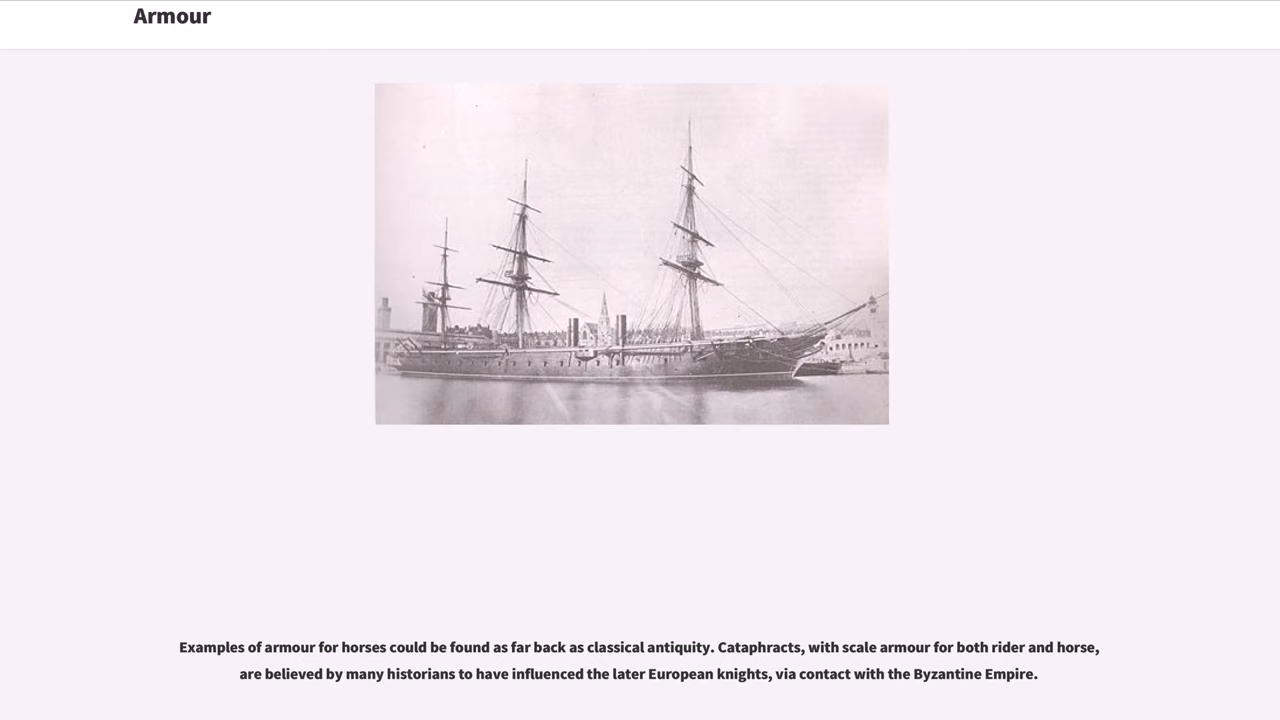 Armour
Examples of armour for horses could be found as far back as classical antiquity. Cataphracts, with scale armour for both rider and horse,
are believed by many historians to have influenced the later European knights, via contact with the Byzantine Empire.